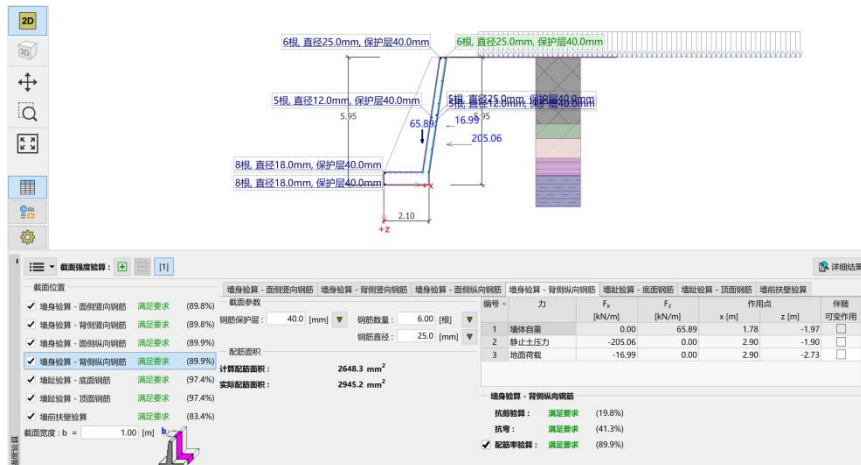 2D
3D
6根, 直径25.0mm, 保护层40.0mm
6根, 直径25.0mm, 保护层40.0mm
5根, 直径12.0mm, 保护层40.0mm
5.95
65.89
16.99
5.95
205.06
8根, 直径18.0mm, 保护层40.0mm
8根, 直径18.0mm, 保护层40.0mm
+x
2.10
+z
截面强度验算: [1] 详细结果
截面位置
墙身验算 - 面侧竖向钢筋 满足要求 (89.8%)
墙身验算 - 背侧竖向钢筋 满足要求 (89.8%)
墙身验算 - 面侧纵向钢筋 满足要求 (89.9%)
墙身验算 - 背侧纵向钢筋 满足要求 (89.9%)
墙趾验算 - 底面钢筋 满足要求 (97.4%)
墙趾验算 - 顶面钢筋 满足要求 (97.4%)
墙前扶壁验算 满足要求 (83.4%)
截面宽度: b = 1.00 [m] b
墙身验算 - 面侧竖向钢筋 墙身验算 - 背侧竖向钢筋 墙身验算 - 面侧纵向钢筋 墙身验算 - 背侧纵向钢筋 墙趾验算 - 底面钢筋 墙趾验算 - 顶面钢筋 墙前扶壁验算
截面参数
钢筋保护层: 40.0 [mm] 钢筋数量: 6.00 [根]
钢筋直径: 25.0 [mm]
配筋面积
计算配筋面积: 2648.3 mm²
实际配筋面积: 2945.2 mm²
编号 力 Fx Fz 作用点 伴随
[kN/m] [kN/m] x [m] z [m] 可变作用
1 墙体自重 0.00 65.89 1.78 -1.97
2 静止土压力 -205.06 0.00 2.90 -1.90
3 地面荷载 -16.99 0.00 2.90 -2.73
墙身验算 - 背侧纵向钢筋
抗剪验算: 满足要求 (19.8%)
抗弯: 满足要求 (41.3%)
配筋率验算: 满足要求 (89.9%)